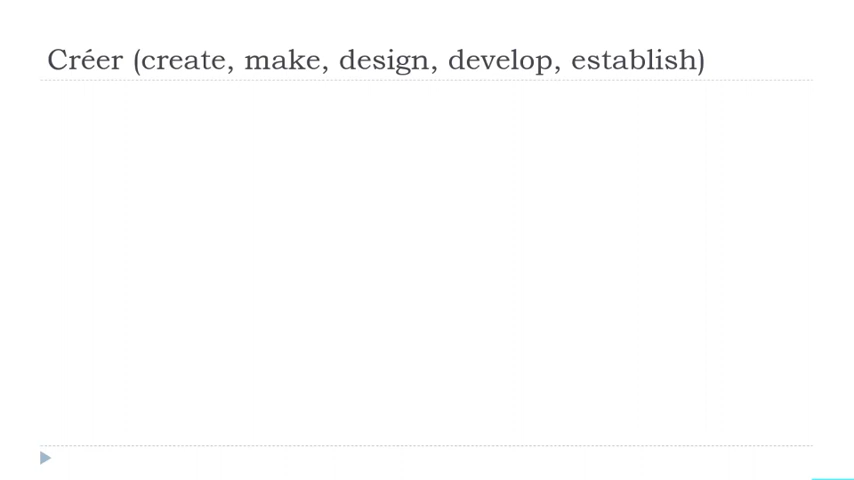 Créer (create, make, design, develop, establish)